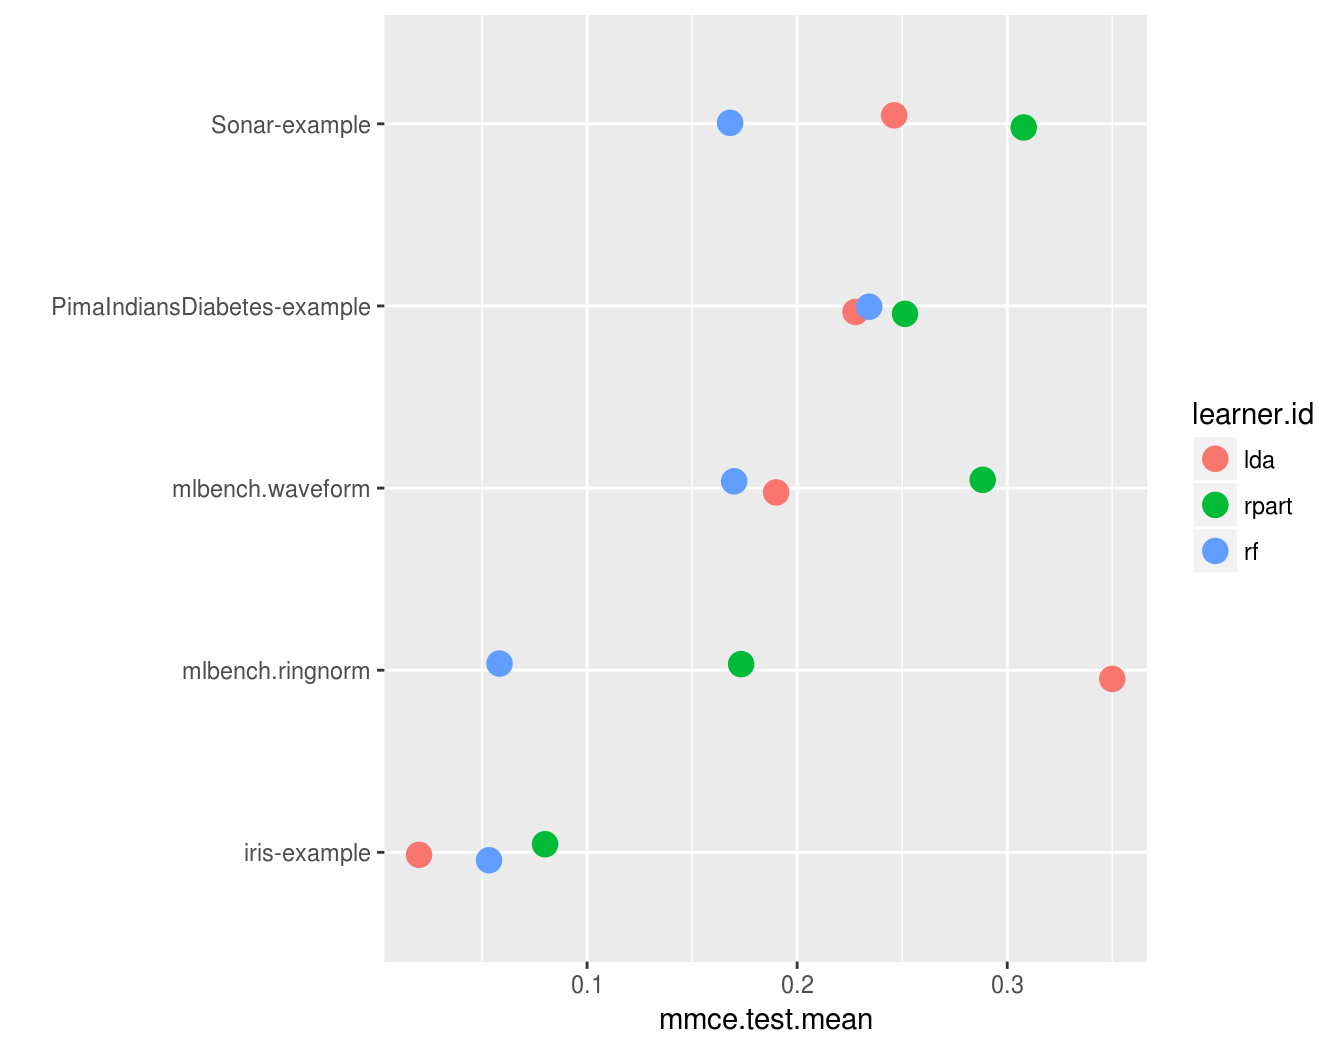 Sonar-example
PimaIndiansDiabetes-example
mlbench.waveform
mlbench.ringnorm
iris-example
0.1
0.2
0.3
mmce.test.mean
learner.id
lda
rpart
rf